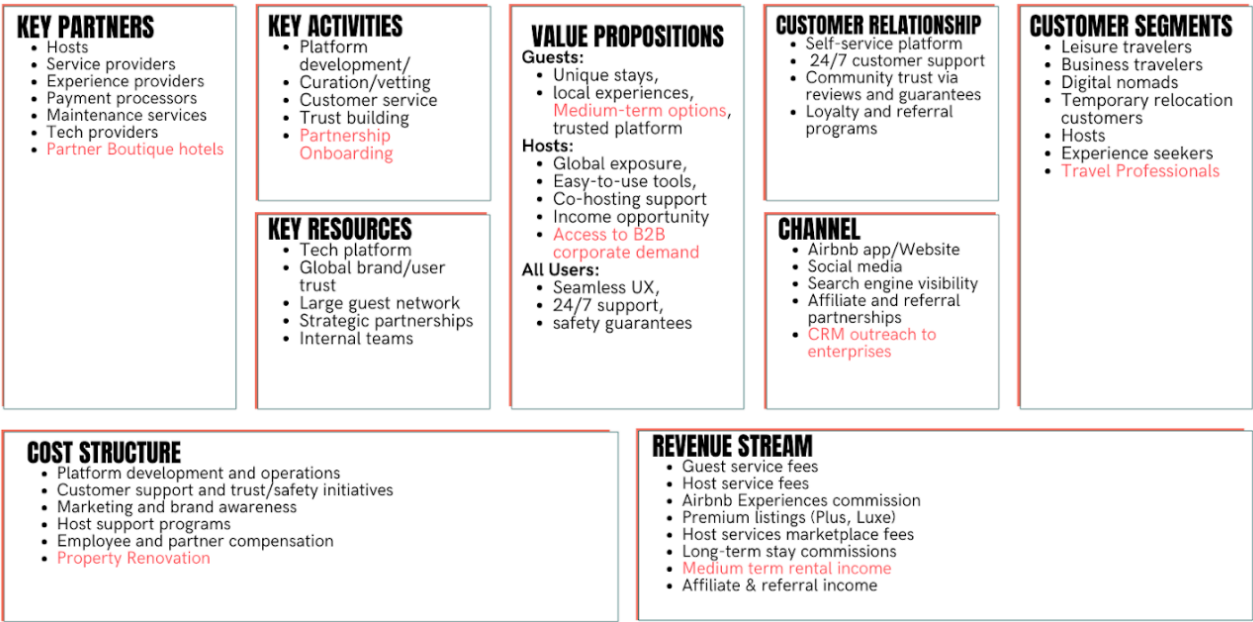 KEY PARTNERS
• Hosts
• Service providers
• Experience providers
• Payment processors
• Maintenance services
• Tech providers
• Partner Boutique hotels
KEY ACTIVITIES
• Platform
development/
• Curation/vetting
• Customer service
• Trust building
• Partnership
Onboarding
KEY RESOURCES
• Tech platform
• Global brand/user
trust
• Large guest network
• Strategic partnerships
• Internal teams
VALUE PROPOSITIONS
Guests:
• Unique stays,
• local experiences,
Medium-term options,
trusted platform
Hosts:
• Global exposure,
• Easy-to-use tools,
• Co-hosting support
• Income opportunity
• Access to B2B
corporate demand
All Users:
• Seamless UX,
• 24/7 support,
• safety guarantees
CUSTOMER RELATIONSHIP
• Self-service platform
• 24/7 customer support
• Community trust via
reviews and guarantees
• Loyalty and referral
programs
CHANNEL
• Airbnb app/Website
• Social media
• Search engine visibility
• Affiliate and referral
partnerships
• CRM outreach to
enterprises
CUSTOMER SEGMENTS
• Leisure travelers
• Business travelers
• Digital nomads
• Temporary relocation
customers
• Hosts
• Experience seekers
• Travel Professionals
COST STRUCTURE
• Platform development and operations
• Customer support and trust/safety initiatives
• Marketing and brand awareness
• Host support programs
• Employee and partner compensation
• Property Renovation
REVENUE STREAM
• Guest service fees
• Host service fees
• Airbnb Experiences commission
• Premium listings (Plus, Luxe)
• Host services marketplace fees
• Long-term stay commissions
• Medium term rental income
• Affiliate & referral income